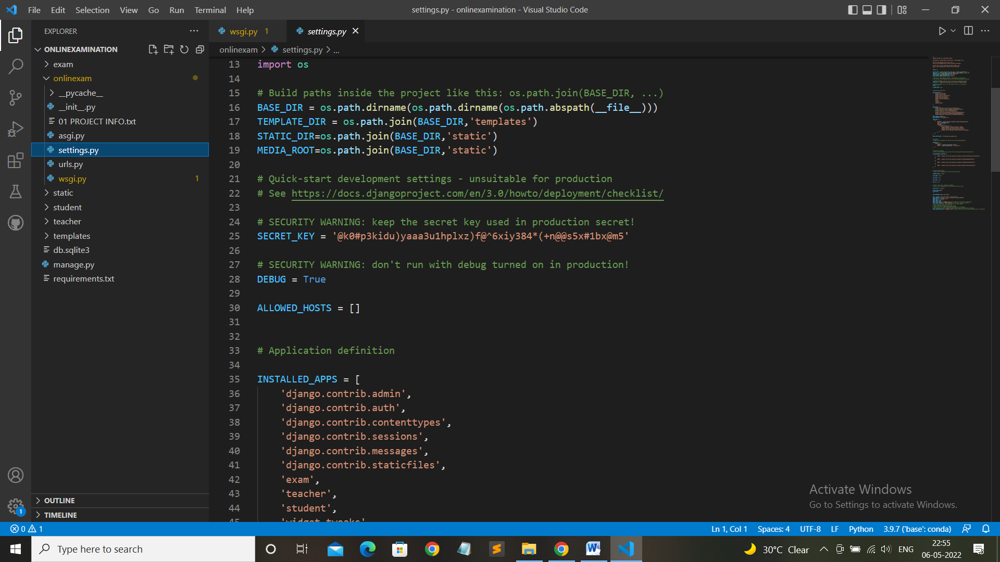 File Edit Selection View Go Run Terminal Help
settings.py - onlinexamination - Visual Studio Code
EXPLORER
ONLINEXAMINATION
exam
onlinexam
__pycache__
__init__.py
01 PROJECT INFO.txt
asgi.py
settings.py
urls.py
wsgi.py 1
static
student
teacher
templates
db.sqlite3
manage.py
requirements.txt
OUTLINE
TIMELINE
wsgi.py 1 settings.py
onlinexam > settings.py > ...
13 import os
14
15 # Build paths inside the project like this: os.path.join(BASE_DIR, ...)
16 BASE_DIR = os.path.dirname(os.path.dirname(os.path.abspath(__file__)))
17 TEMPLATE_DIR = os.path.join(BASE_DIR,'templates')
18 STATIC_DIR=os.path.join(BASE_DIR,'static')
19 MEDIA_ROOT=os.path.join(BASE_DIR,'static')
20
21 # Quick-start development settings - unsuitable for production
22 # See https://docs.djangoproject.com/en/3.0/howto/deployment/checklist/
23
24 # SECURITY WARNING: keep the secret key used in production secret!
25 SECRET_KEY = '@k0#p3kidu)yaaa3u1hplxz)f@^6xiy384*(+n@@s5x#1bx@m5'
26
27 # SECURITY WARNING: don't run with debug turned on in production!
28 DEBUG = True
29
30 ALLOWED_HOSTS = []
31
32
33 # Application definition
34
35 INSTALLED_APPS = [
36 'django.contrib.admin',
37 'django.contrib.auth',
38 'django.contrib.contenttypes',
39 'django.contrib.sessions',
40 'django.contrib.messages',
41 'django.contrib.staticfiles',
42 'exam',
43 'teacher',
44 'student',
45 'widget_tweaks'
Activate Windows
Go to Settings to activate Windows.
1
0 1
Ln 1, Col 1 Spaces: 4 UTF-8 LF Python 3.9.7 ('base': conda)
Type here to search
30°C Clear ENG
22:55
06-05-2022